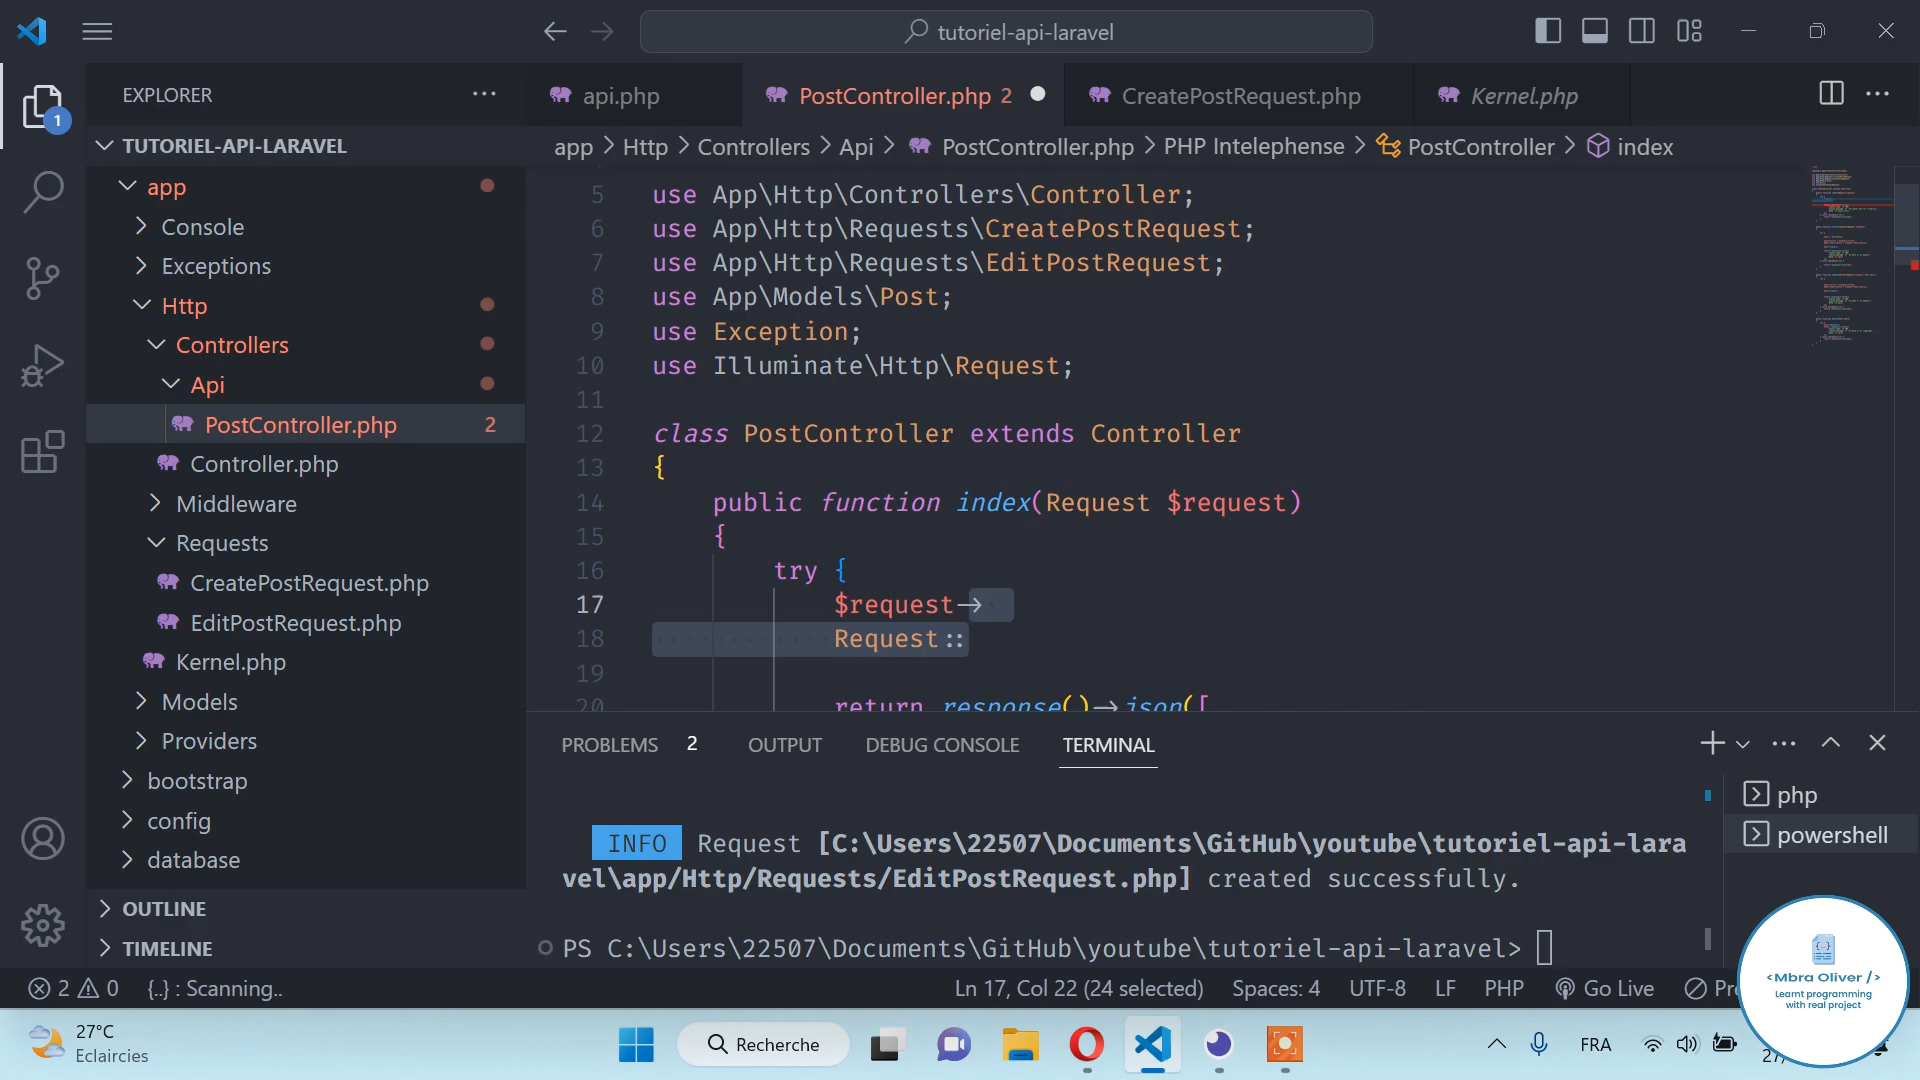 tutoriel-api-laravel
1
EXPLORER
TUTORIEL-API-LARAVEL
app
Console
Exceptions
Http
Controllers
Api
PostController.php 2
Controller.php
Middleware
Requests
CreatePostRequest.php
EditPostRequest.php
Kernel.php
Models
Providers
bootstrap
config
database
OUTLINE
TIMELINE
api.php
PostController.php 2
CreatePostRequest.php
Kernel.php
app > Http > Controllers > Api > PostController.php > PHP Intelephense > PostController > index
5 use App\Http\Controllers\Controller;
6 use App\Http\Requests\CreatePostRequest;
7 use App\Http\Requests\EditPostRequest;
8 use App\Models\Post;
9 use Exception;
10 use Illuminate\Http\Request;
11
12 class PostController extends Controller
13 {
14 public function index(Request $request)
15 {
16 try {
17 $request->
18 Request::
19
20 return response()->json([
PROBLEMS 2 OUTPUT DEBUG CONSOLE TERMINAL
INFO Request [C:\Users\22507\Documents\GitHub\youtube\tutoriel-api-lara
vel\app/Http/Requests/EditPostRequest.php] created successfully.
PS C:\Users\22507\Documents\GitHub\youtube\tutoriel-api-laravel>
php
powershell
2 0 {..} : Scanning..
Ln 17, Col 22 (24 selected) Spaces: 4 UTF-8 LF PHP Go Live
<Mbra Oliver />
Learnt programming
with real project
27°C
Eclaircies
Recherche
FRA